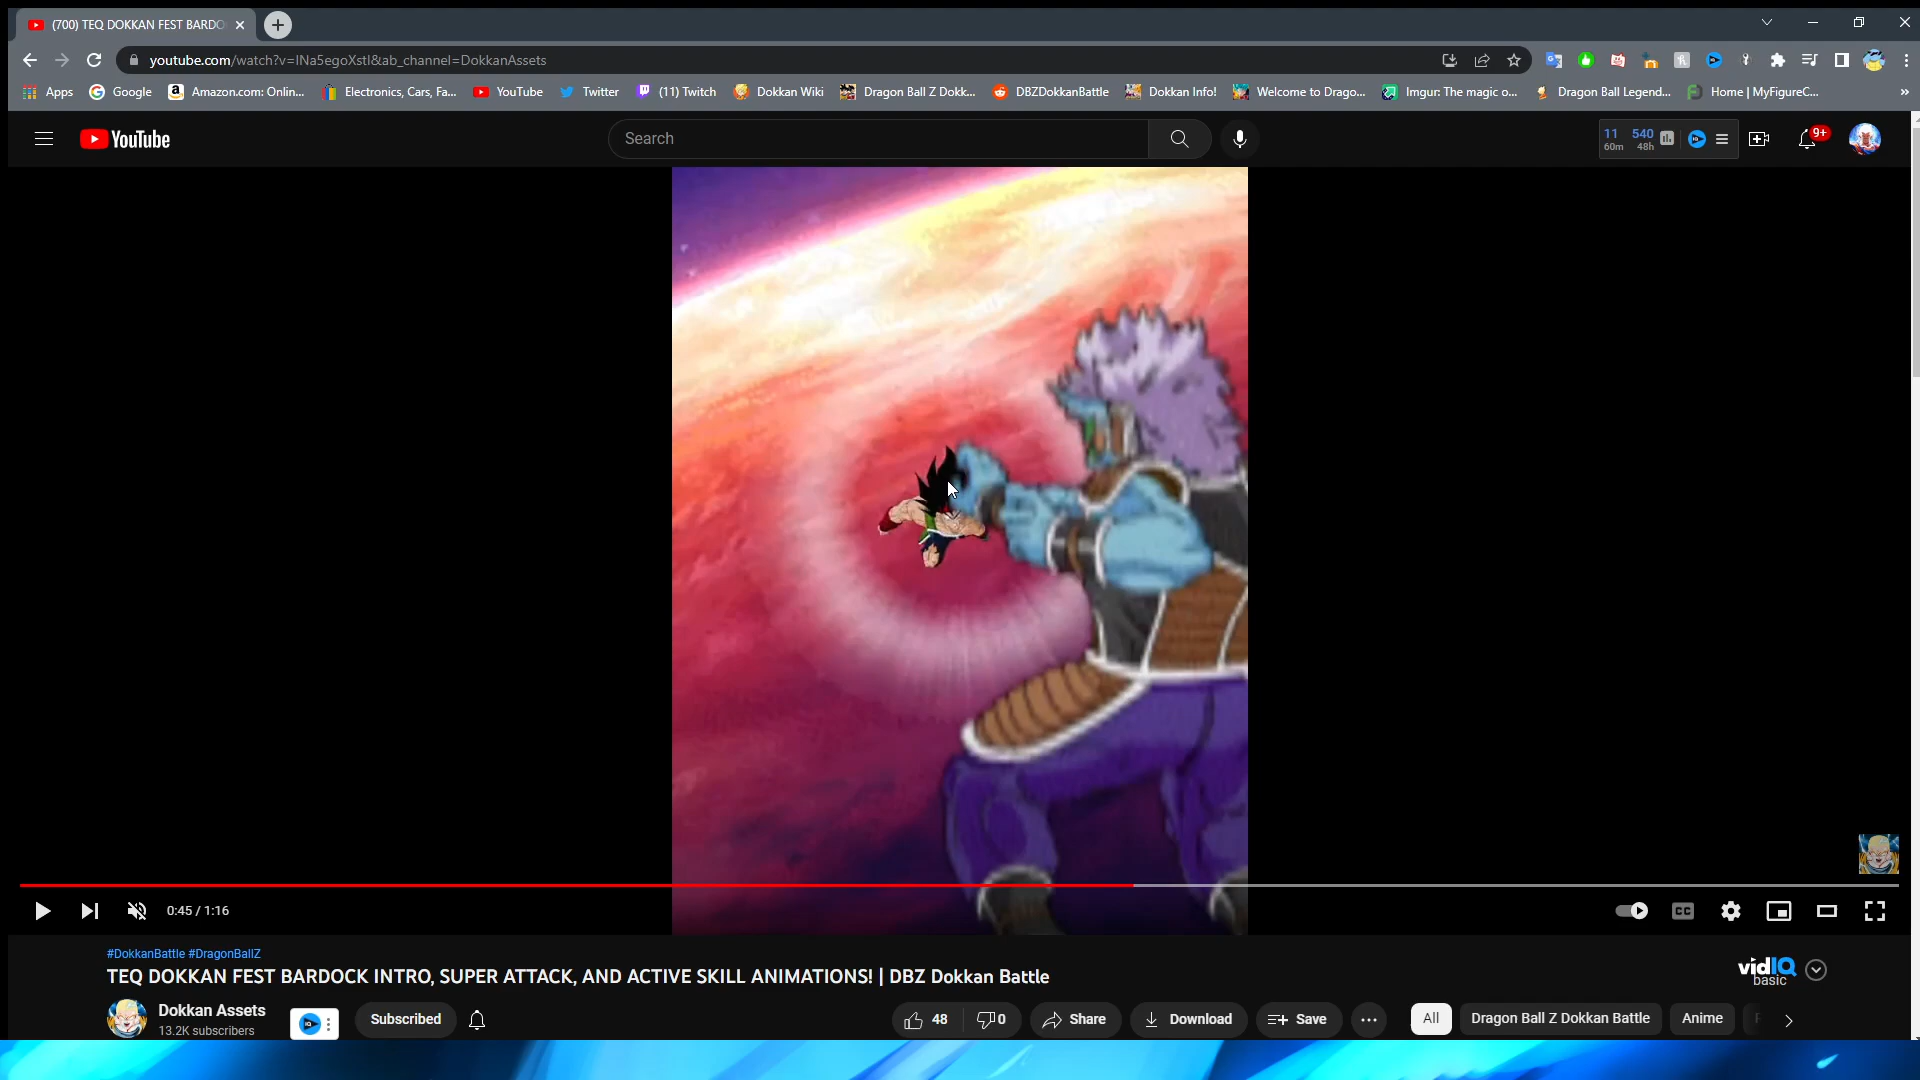 (700) TEQ DOKKAN FEST BARDO
youtube.com/watch?v=INa5egoXstI&ab_channel=DokkanAssets
Apps Google Amazon.com: Onlin... Electronics, Cars, Fa... YouTube Twitter (11) Twitch Dokkan Wiki Dragon Ball Z Dokk... DBZDokkanBattle Dokkan Info! Welcome to Drago... Imgur: The magic o... Dragon Ball Legend... Home | MyFigureC... »
YouTube
Search
11 540
60m 48h
9+
0:45 / 1:16
CC
#DokkanBattle #DragonBallZ
TEQ DOKKAN FEST BARDOCK INTRO, SUPER ATTACK, AND ACTIVE SKILL ANIMATIONS! | DBZ Dokkan Battle
vidIQ
basic
Dokkan Assets
13.2K subscribers
Subscribed
48 0 Share Download Save
All Dragon Ball Z Dokkan Battle Anime